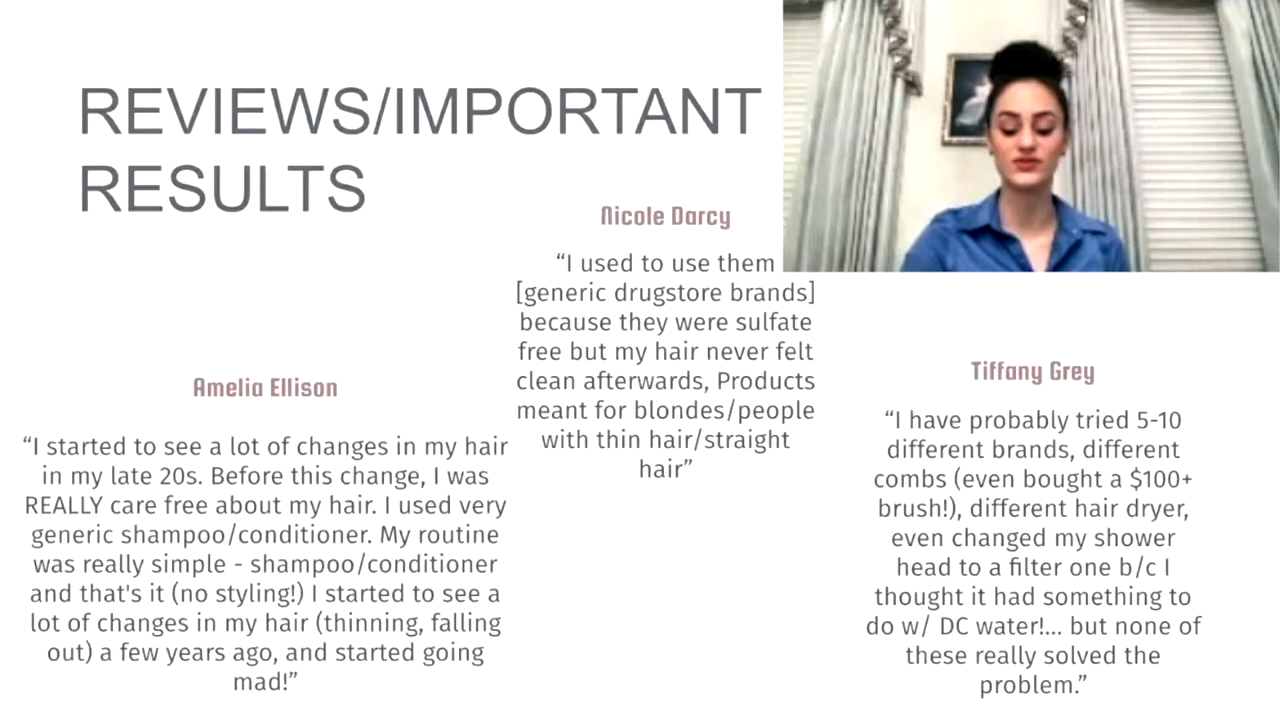 REVIEWS/IMPORTANT
RESULTS
Nicole Darcy
“I used to use them
[generic drugstore brands]
because they were sulfate
free but my hair never felt
clean afterwards, Products
meant for blondes/people
with thin hair/straight
hair”
Amelia Ellison
“I started to see a lot of changes in my hair
in my late 20s. Before this change, I was
REALLY care free about my hair. I used very
generic shampoo/conditioner. My routine
was really simple - shampoo/conditioner
and that's it (no styling!) I started to see a
lot of changes in my hair (thinning, falling
out) a few years ago, and started going
mad!”
Tiffany Grey
“I have probably tried 5-10
different brands, different
combs (even bought a $100+
brush!), different hair dryer,
even changed my shower
head to a filter one b/c I
thought it had something to
do w/ DC water!... but none of
these really solved the
problem.”